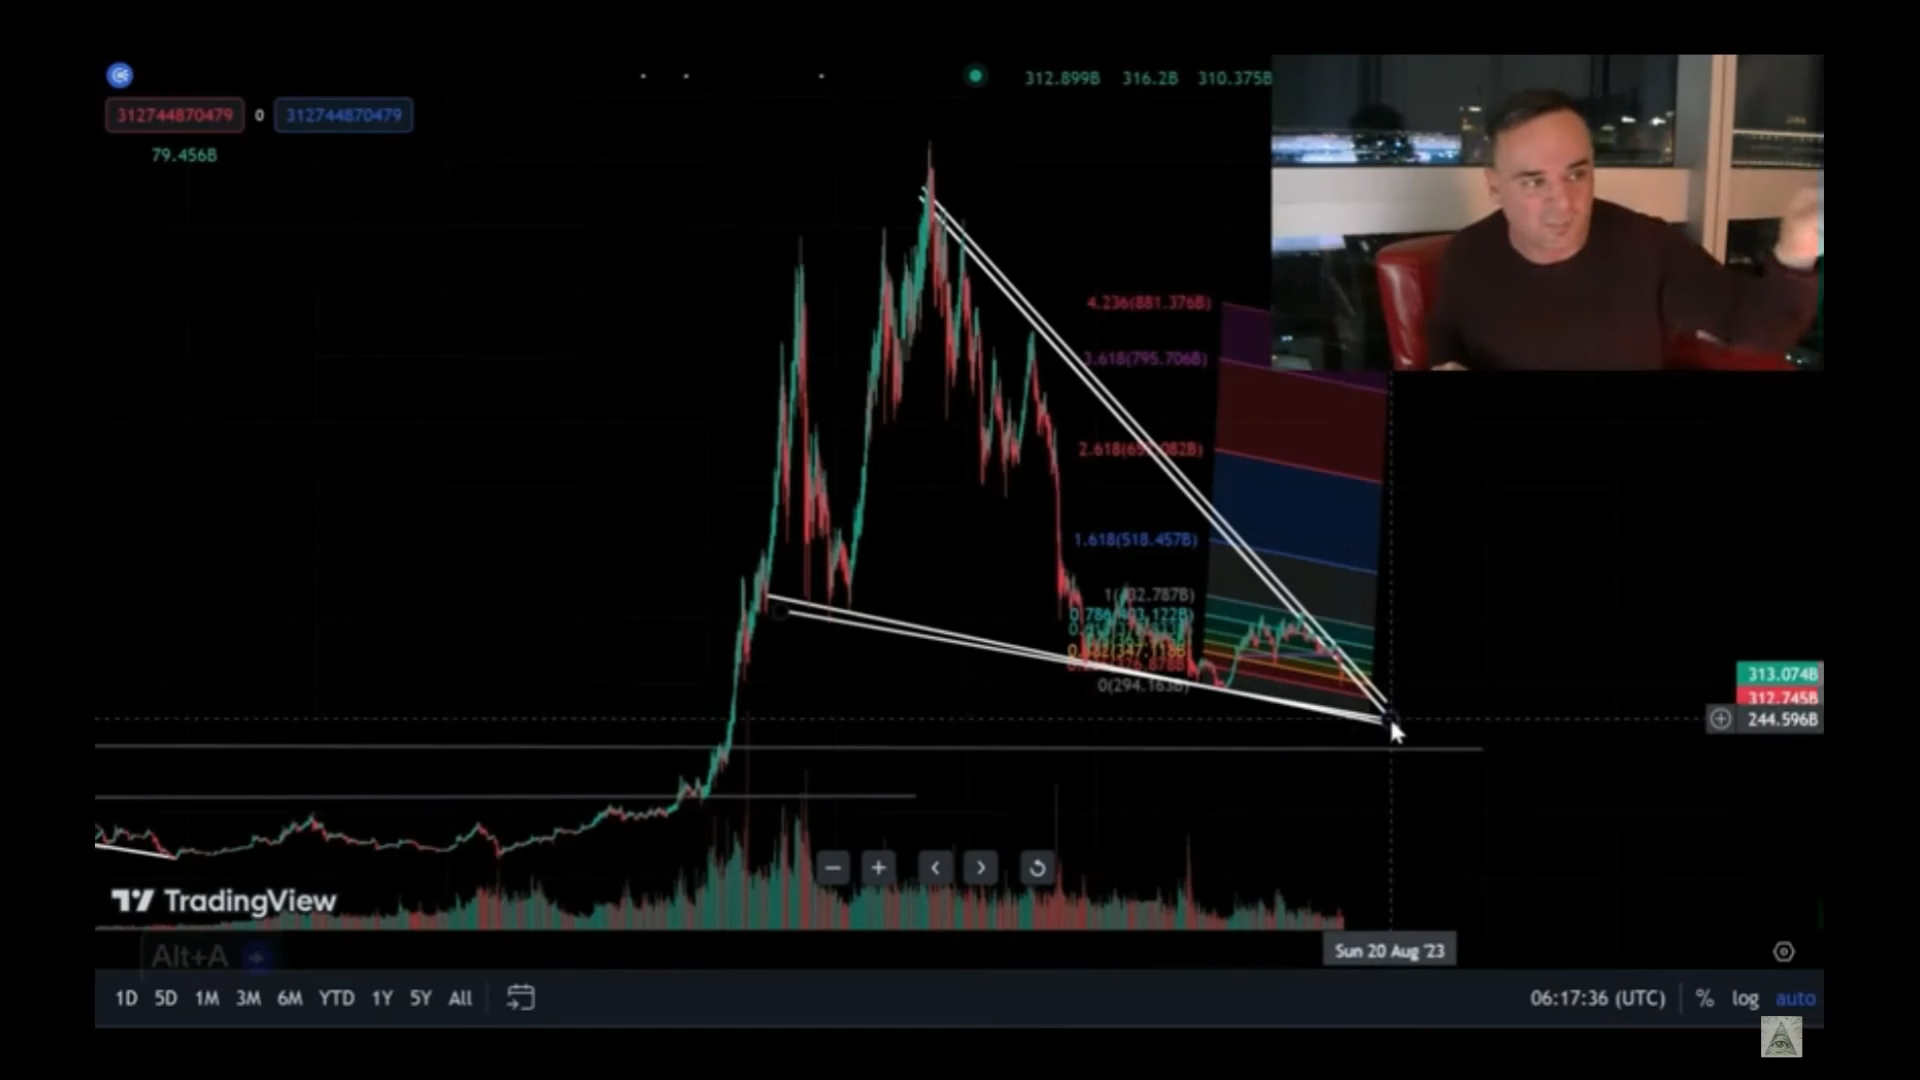 312.899B 316.2B 310.375B
312744870479 0 312744870479
79.456B
4.236(881.376B)
3.618(795.706B)
1.618(518.457B)
0(294.163B)
313.074B
312.745B
244.596B
TradingView
Alt+A
Sun 20 Aug '23
1D 5D 1M 3M 6M YTD 1Y 5Y All
06:17:36 (UTC) % log auto